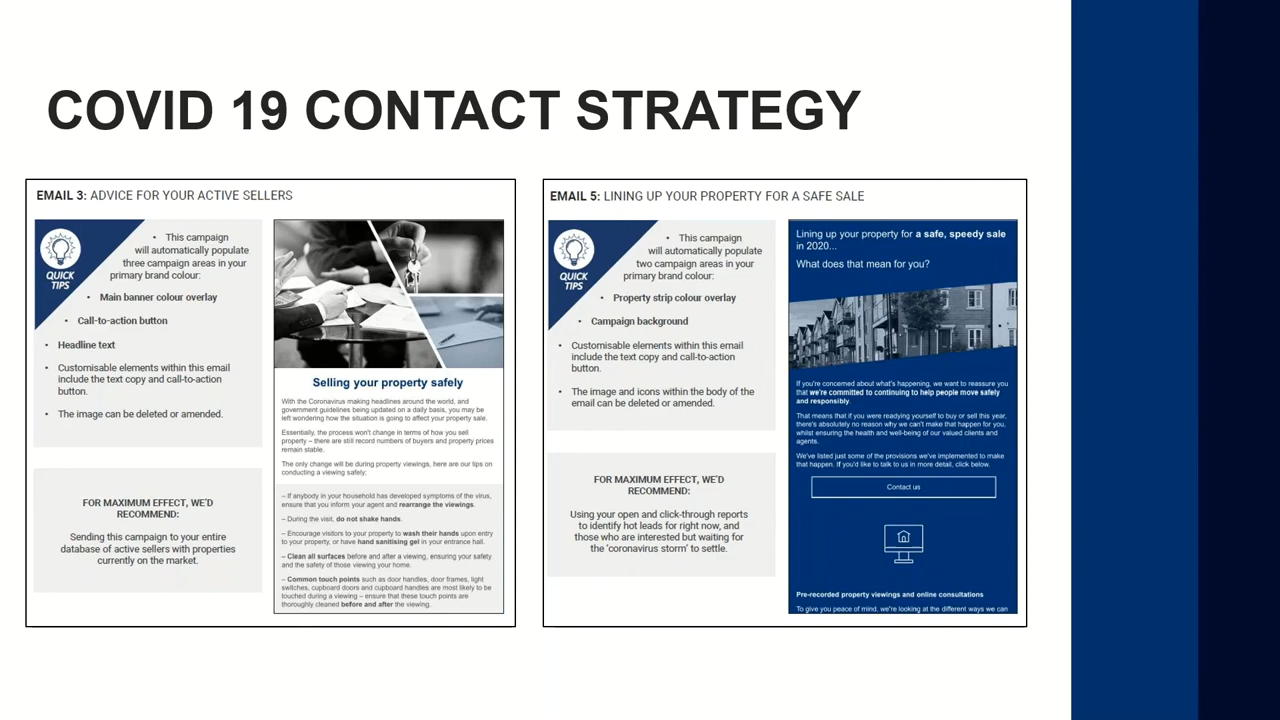 COVID 19 CONTACT STRATEGY
EMAIL 3: ADVICE FOR YOUR ACTIVE SELLERS
QUICK
TIPS
• This campaign
will automatically populate
three campaign areas in your
primary brand colour:
• Main banner colour overlay
• Call-to-action button
• Headline text
• Customisable elements within this email
include the text copy and call-to-action
button.
• The image can be deleted or amended.
FOR MAXIMUM EFFECT, WE'D
RECOMMEND:
Sending this campaign to your entire
database of active sellers with properties
currently on the market.
Selling your property safely
With the Coronavirus making headlines around the world, and
government guidelines being updated on a daily basis, you may be
left wondering how the situation is going to affect your property sale.
Essentially, the process won't change in terms of how you sell
property – there are still record numbers of buyers and property prices
remain stable.
The only change will be during property viewings, here are our tips on
conducting a viewing safely;
– If anybody in your household has developed symptoms of the virus,
ensure that you inform your agent and rearrange the viewings.
– During the visit, do not shake hands.
– Encourage visitors to your property to wash their hands upon entry
to your property, or have hand sanitising gel in your entrance hall.
– Clean all surfaces before and after a viewing, ensuring your safety
and the safety of those viewing your home.
– Common touch points such as door handles, door frames, light
switches, cupboard doors and cupboard handles are most likely to be
touched during a viewing – ensure that these touch points are
thoroughly cleaned before and after the viewing.
EMAIL 5: LINING UP YOUR PROPERTY FOR A SAFE SALE
QUICK
TIPS
• This campaign
will automatically populate
two campaign areas in your
primary brand colour:
• Property strip colour overlay
• Campaign background
• Customisable elements within this email
include the text copy and call-to-action
button.
• The image and icons within the body of the
email can be deleted or amended.
FOR MAXIMUM EFFECT, WE'D
RECOMMEND:
Using your open and click-through reports
to identify hot leads for right now, and
those who are interested but waiting for
the 'coronavirus storm' to settle.
Lining up your property for a safe, speedy sale
in 2020...
What does that mean for you?
If you're concerned about what's happening, we want to reassure you
that we're committed to continuing to help people move safely
and responsibly.
That means that if you were readying yourself to buy or sell this year,
there's absolutely no reason why we can't make that happen for you,
whilst ensuring the health and well-being of our valued clients and
agents.
We've listed just some of the provisions we've implemented to make
that happen. If you'd like to talk to us in more detail, click below.
Contact us
Pre-recorded property viewings and online consultations
To give you peace of mind, we're looking at the different ways we can